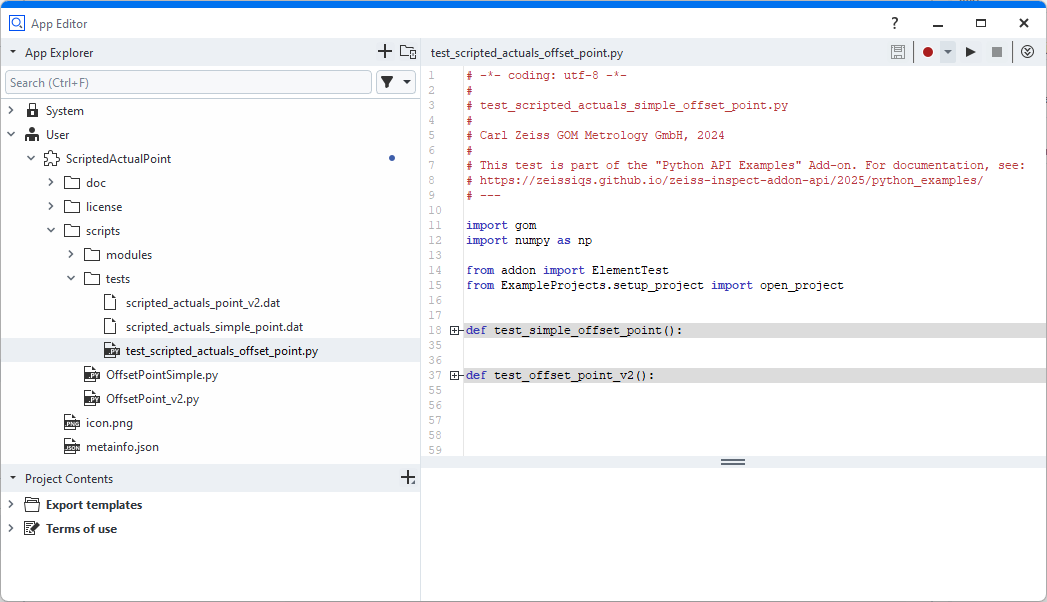 App Editor
?
App Explorer
Search (Ctrl+F)
System
User
ScriptedActualPoint
doc
license
scripts
modules
tests
scripted_actuals_point_v2.dat
scripted_actuals_simple_point.dat
test_scripted_actuals_offset_point.py
OffsetPointSimple.py
OffsetPoint_v2.py
icon.png
metainfo.json
Project Contents
Export templates
Terms of use
test_scripted_actuals_offset_point.py
1 # -*- coding: utf-8 -*-
2 #
3 # test_scripted_actuals_simple_offset_point.py
4 #
5 # Carl Zeiss GOM Metrology GmbH, 2024
6 #
7 # This test is part of the "Python API Examples" Add-on. For documentation, see:
8 # https://zeissiqs.github.io/zeiss-inspect-addon-api/2025/python_examples/
9 # ---
10
11 import gom
12 import numpy as np
13
14 from addon import ElementTest
15 from ExampleProjects.setup_project import open_project
16
17
18 def test_simple_offset_point():
35
36
37 def test_offset_point_v2():
55
56
57
58
59